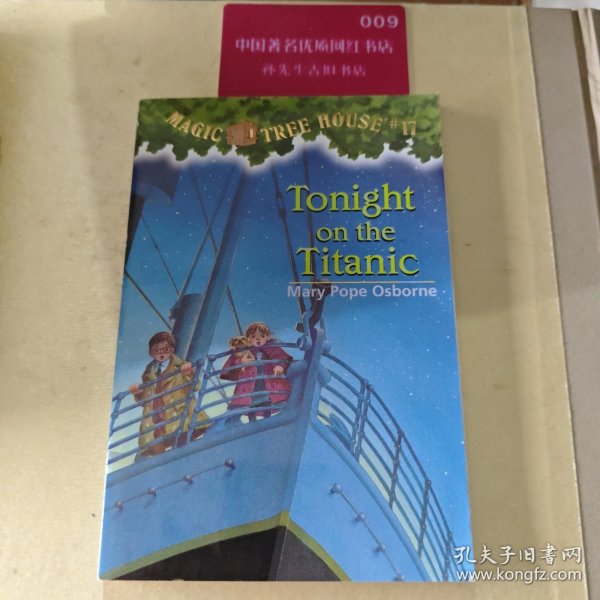 009
中国著名优质网红书店
孙先生古旧书店
MAGIC TREE HOUSE® #17
Tonight
on the
Titanic
Mary Pope Osborne
孔夫子旧书网
www.kongfz.com